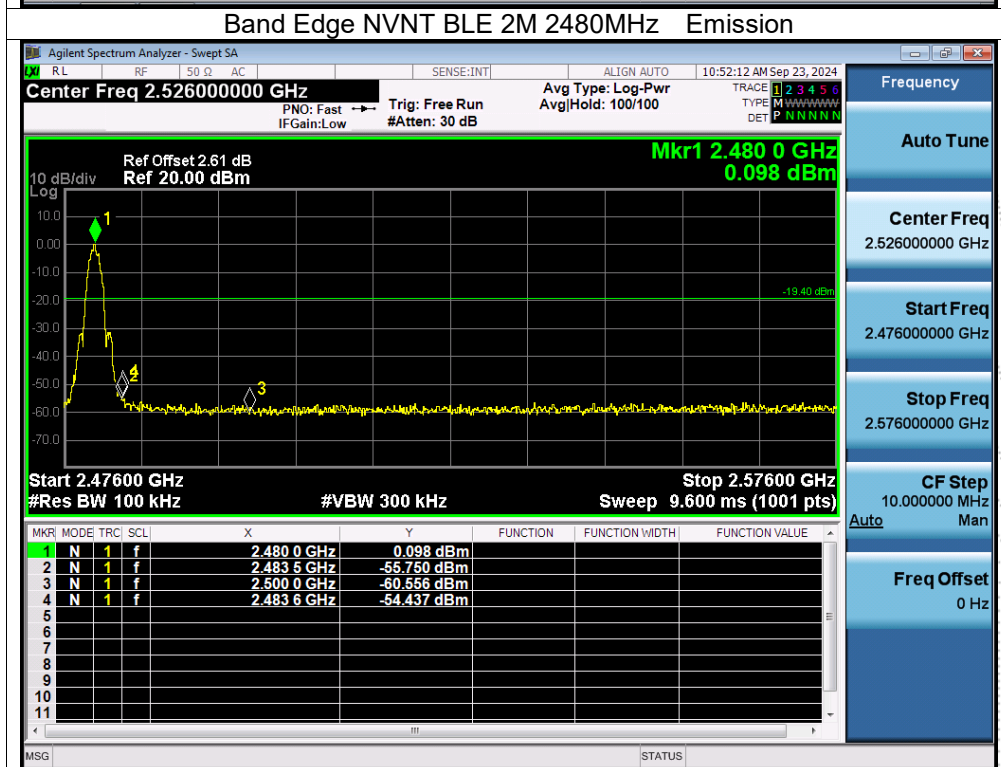 Band Edge NVNT BLE 2M 2480MHz Emission
Agilent Spectrum Analyzer - Swept SA
LXI RL RF 50 Ω AC SENSE:INT ALIGN AUTO 10:52:12 AM Sep 23, 2024
Center Freq 2.526000000 GHz
PNO: Fast
IFGain:Low
Trig: Free Run
#Atten: 30 dB
Avg Type: Log-Pwr
Avg|Hold: 100/100
TRACE 1 2 3 4 5 6
TYPE M WWWWW
DET P N N N N N
Frequency
Mkr1 2.480 0 GHz
0.098 dBm
Ref Offset 2.61 dB
10 dB/div Ref 20.00 dBm
Log
10.0
0.00
-10.0
-20.0
-30.0
-40.0
-50.0
-60.0
-70.0
1
-19.40 dBm
4
2
3
Start 2.47600 GHz Stop 2.57600 GHz
#Res BW 100 kHz #VBW 300 kHz Sweep 9.600 ms (1001 pts)
MKR MODE TRC SCL X Y FUNCTION FUNCTION WIDTH FUNCTION VALUE
1 N 1 f 2.480 0 GHz 0.098 dBm
2 N 1 f 2.483 5 GHz -55.750 dBm
3 N 1 f 2.500 0 GHz -60.556 dBm
4 N 1 f 2.483 6 GHz -54.437 dBm
5
6
7
8
9
10
11
Auto Tune
Center Freq
2.526000000 GHz
Start Freq
2.476000000 GHz
Stop Freq
2.576000000 GHz
CF Step
10.000000 MHz
Auto Man
Freq Offset
0 Hz
MSG STATUS